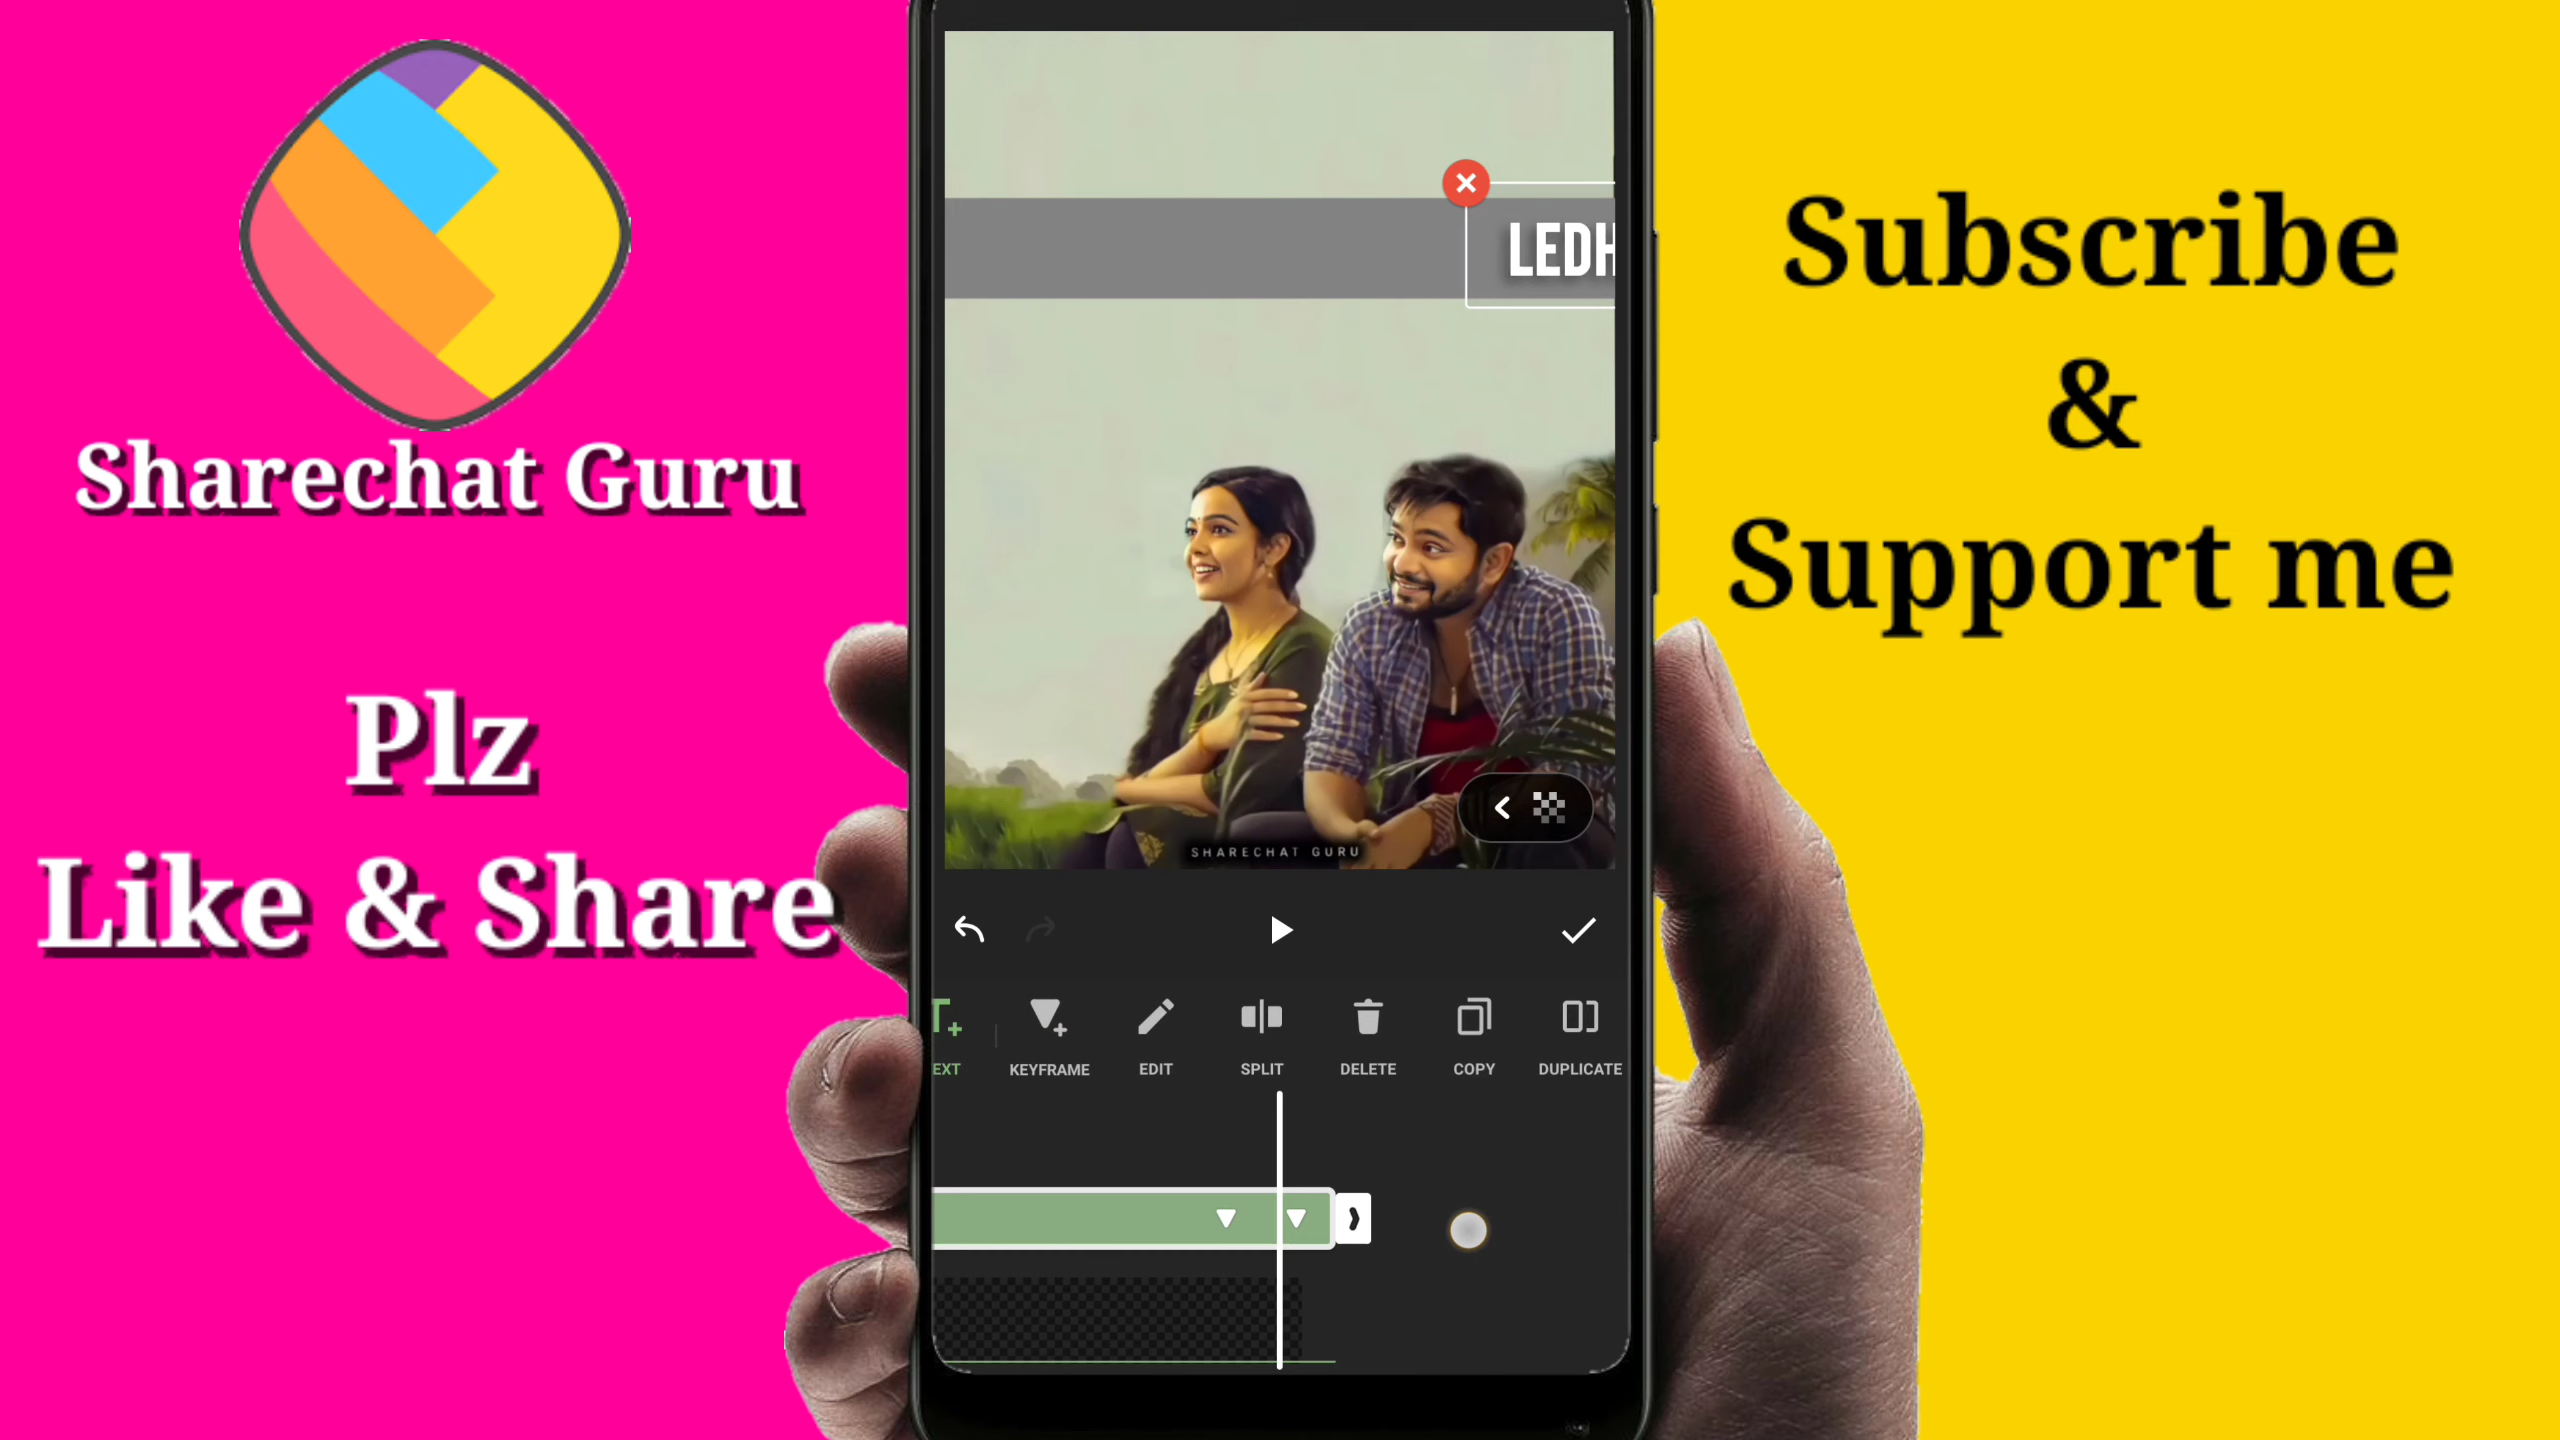 Sharechat Guru
Plz
Like & Share
LEDH
SHARECHAT GURU
EXT
KEYFRAME
EDIT
SPLIT
DELETE
COPY
DUPLICATE
Subscribe
&
Support me